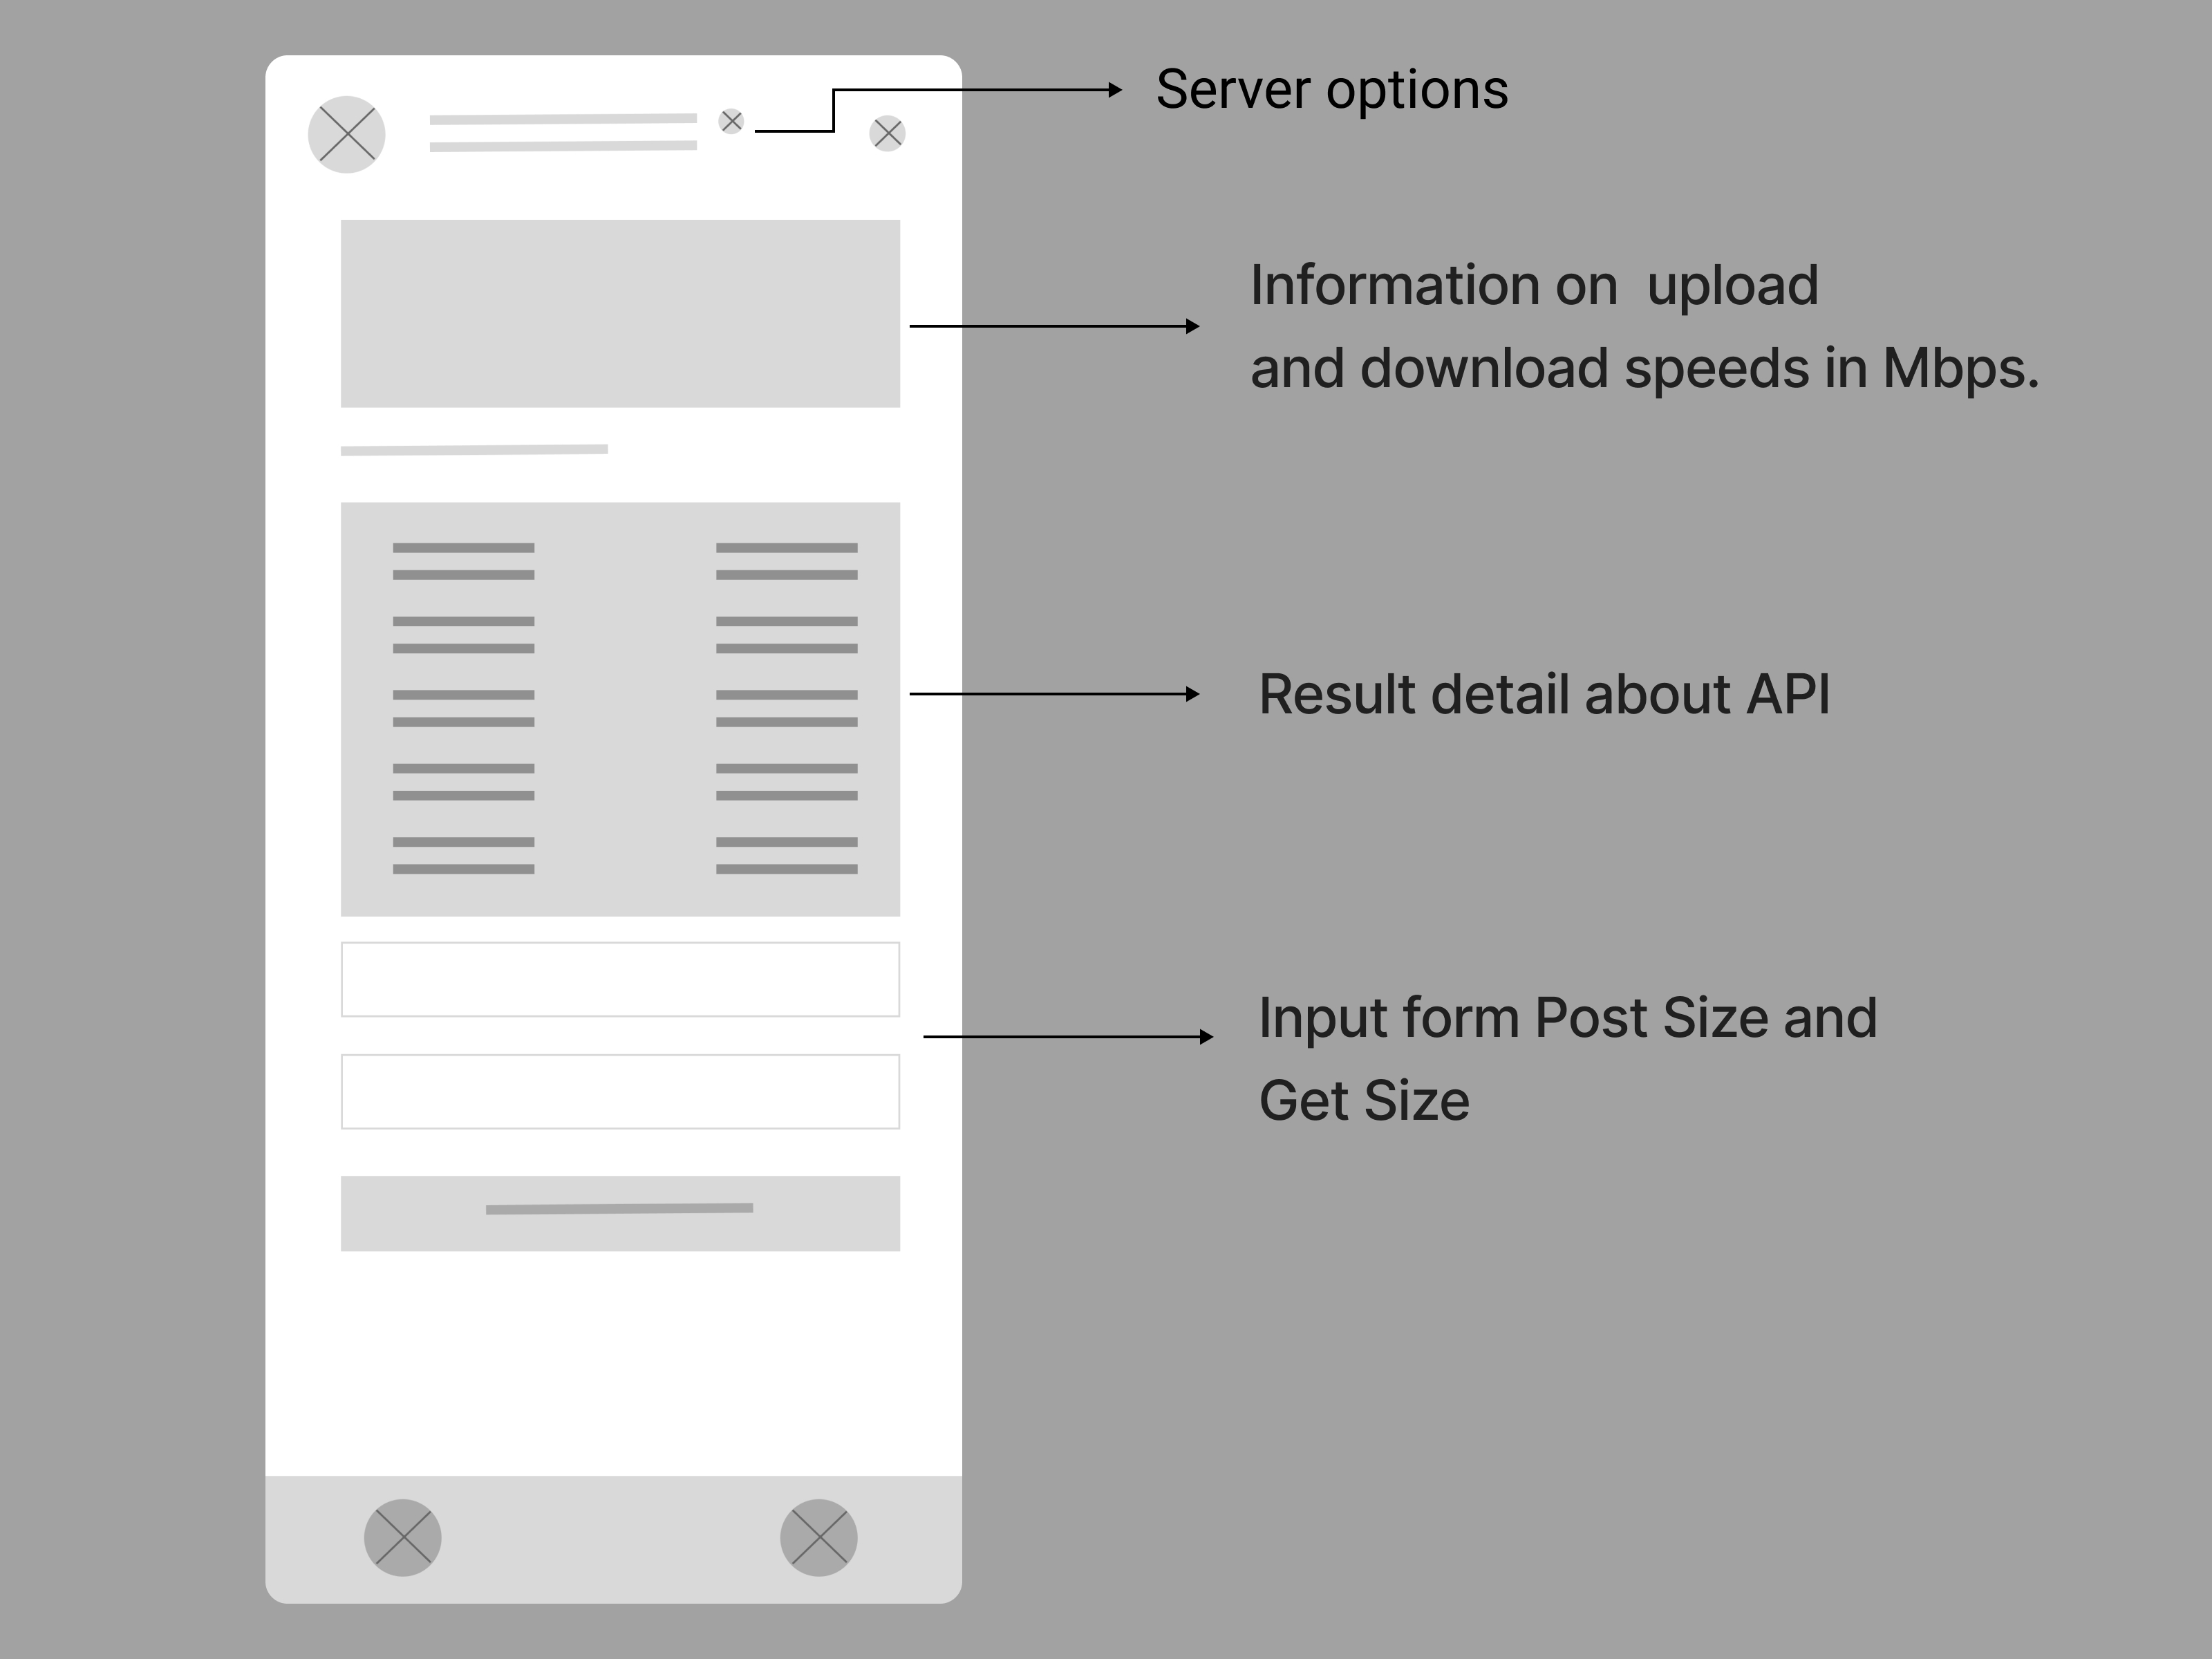 Server options
Information on upload
and download speeds in Mbps.
Result detail about API
Input form Post Size and
Get Size